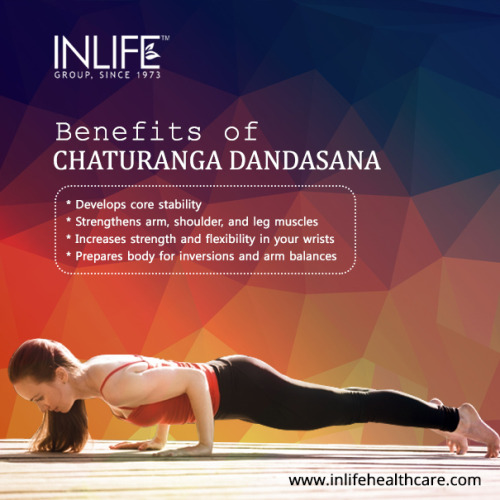 INLIFE™
GROUP, SINCE 1973
Benefits of
CHATURANGA DANDASANA
* Develops core stability
* Strengthens arm, shoulder, and leg muscles
* Increases strength and flexibility in your wrists
* Prepares body for inversions and arm balances
www.inlifehealthcare.com